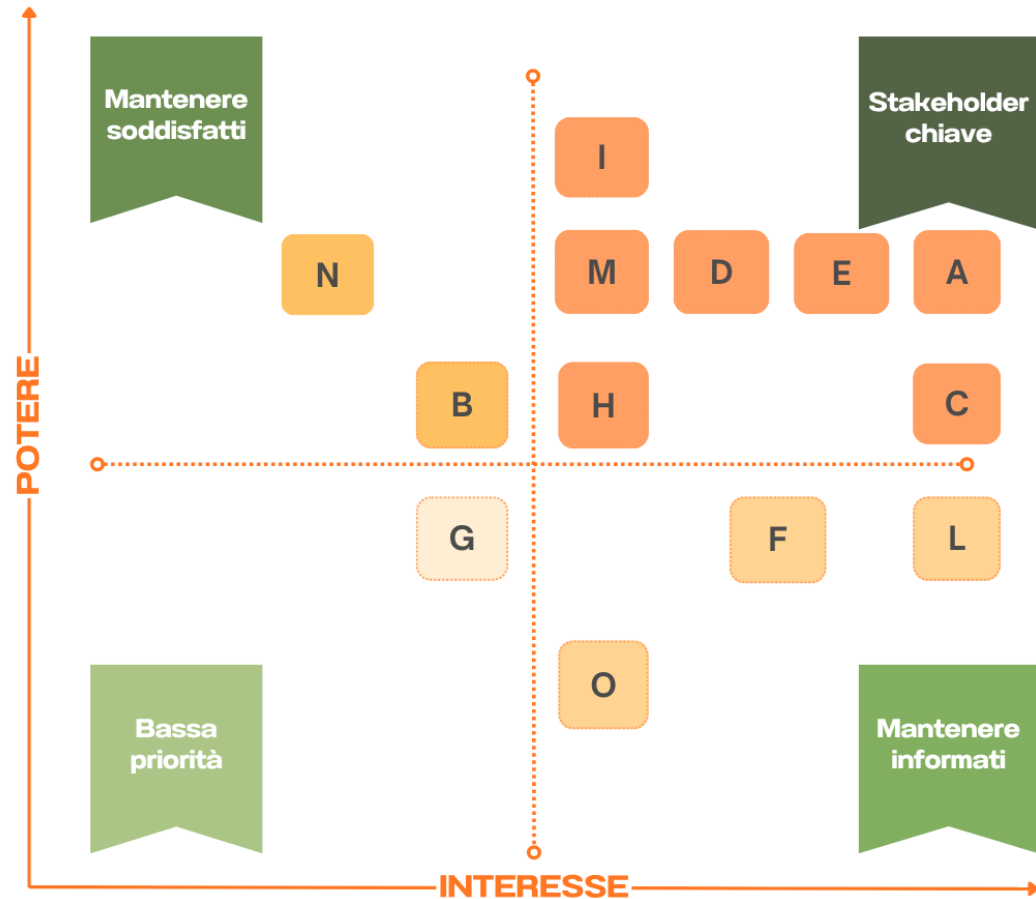 Mantenere
soddisfatti
Stakeholder
chiave
I
N
M
D
E
A
B
H
C
POTERE
G
F
L
O
Bassa
priorità
Mantenere
informati
INTERESSE